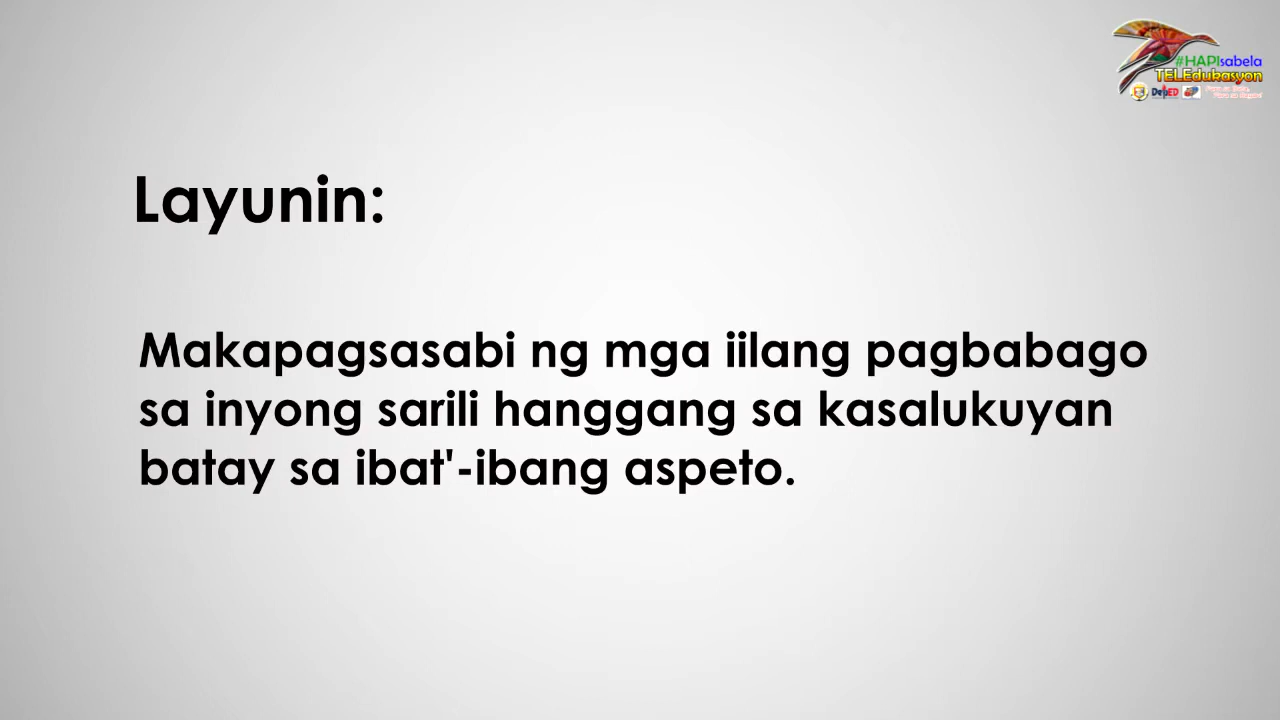 #HAPIsabela
TELEdukasyon
DepED
Layunin:
Makapagsasabi ng mga iilang pagbabago
sa inyong sarili hanggang sa kasalukuyan
batay sa ibat'-ibang aspeto.